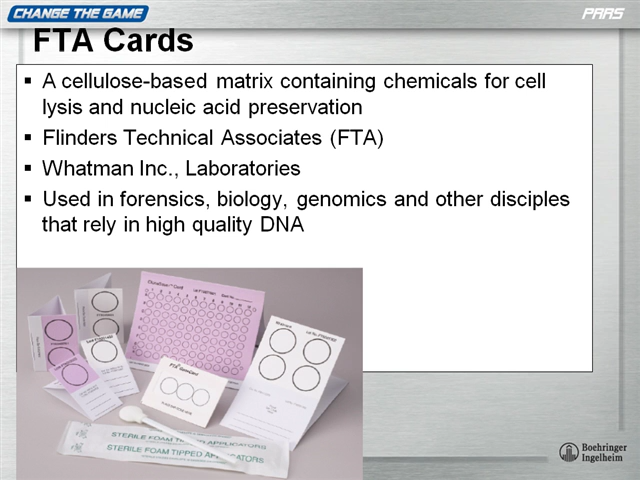 CHANGE THE GAME
PRRS
FTA Cards
▪ A cellulose-based matrix containing chemicals for cell
lysis and nucleic acid preservation
▪ Flinders Technical Associates (FTA)
▪ Whatman Inc., Laboratories
▪ Used in forensics, biology, genomics and other disciples
that rely in high quality DNA
STERILE FOAM TIPPED APPLICATORS
STERILE FOAM TIPPED APPLICATORS
Boehringer
Ingelheim